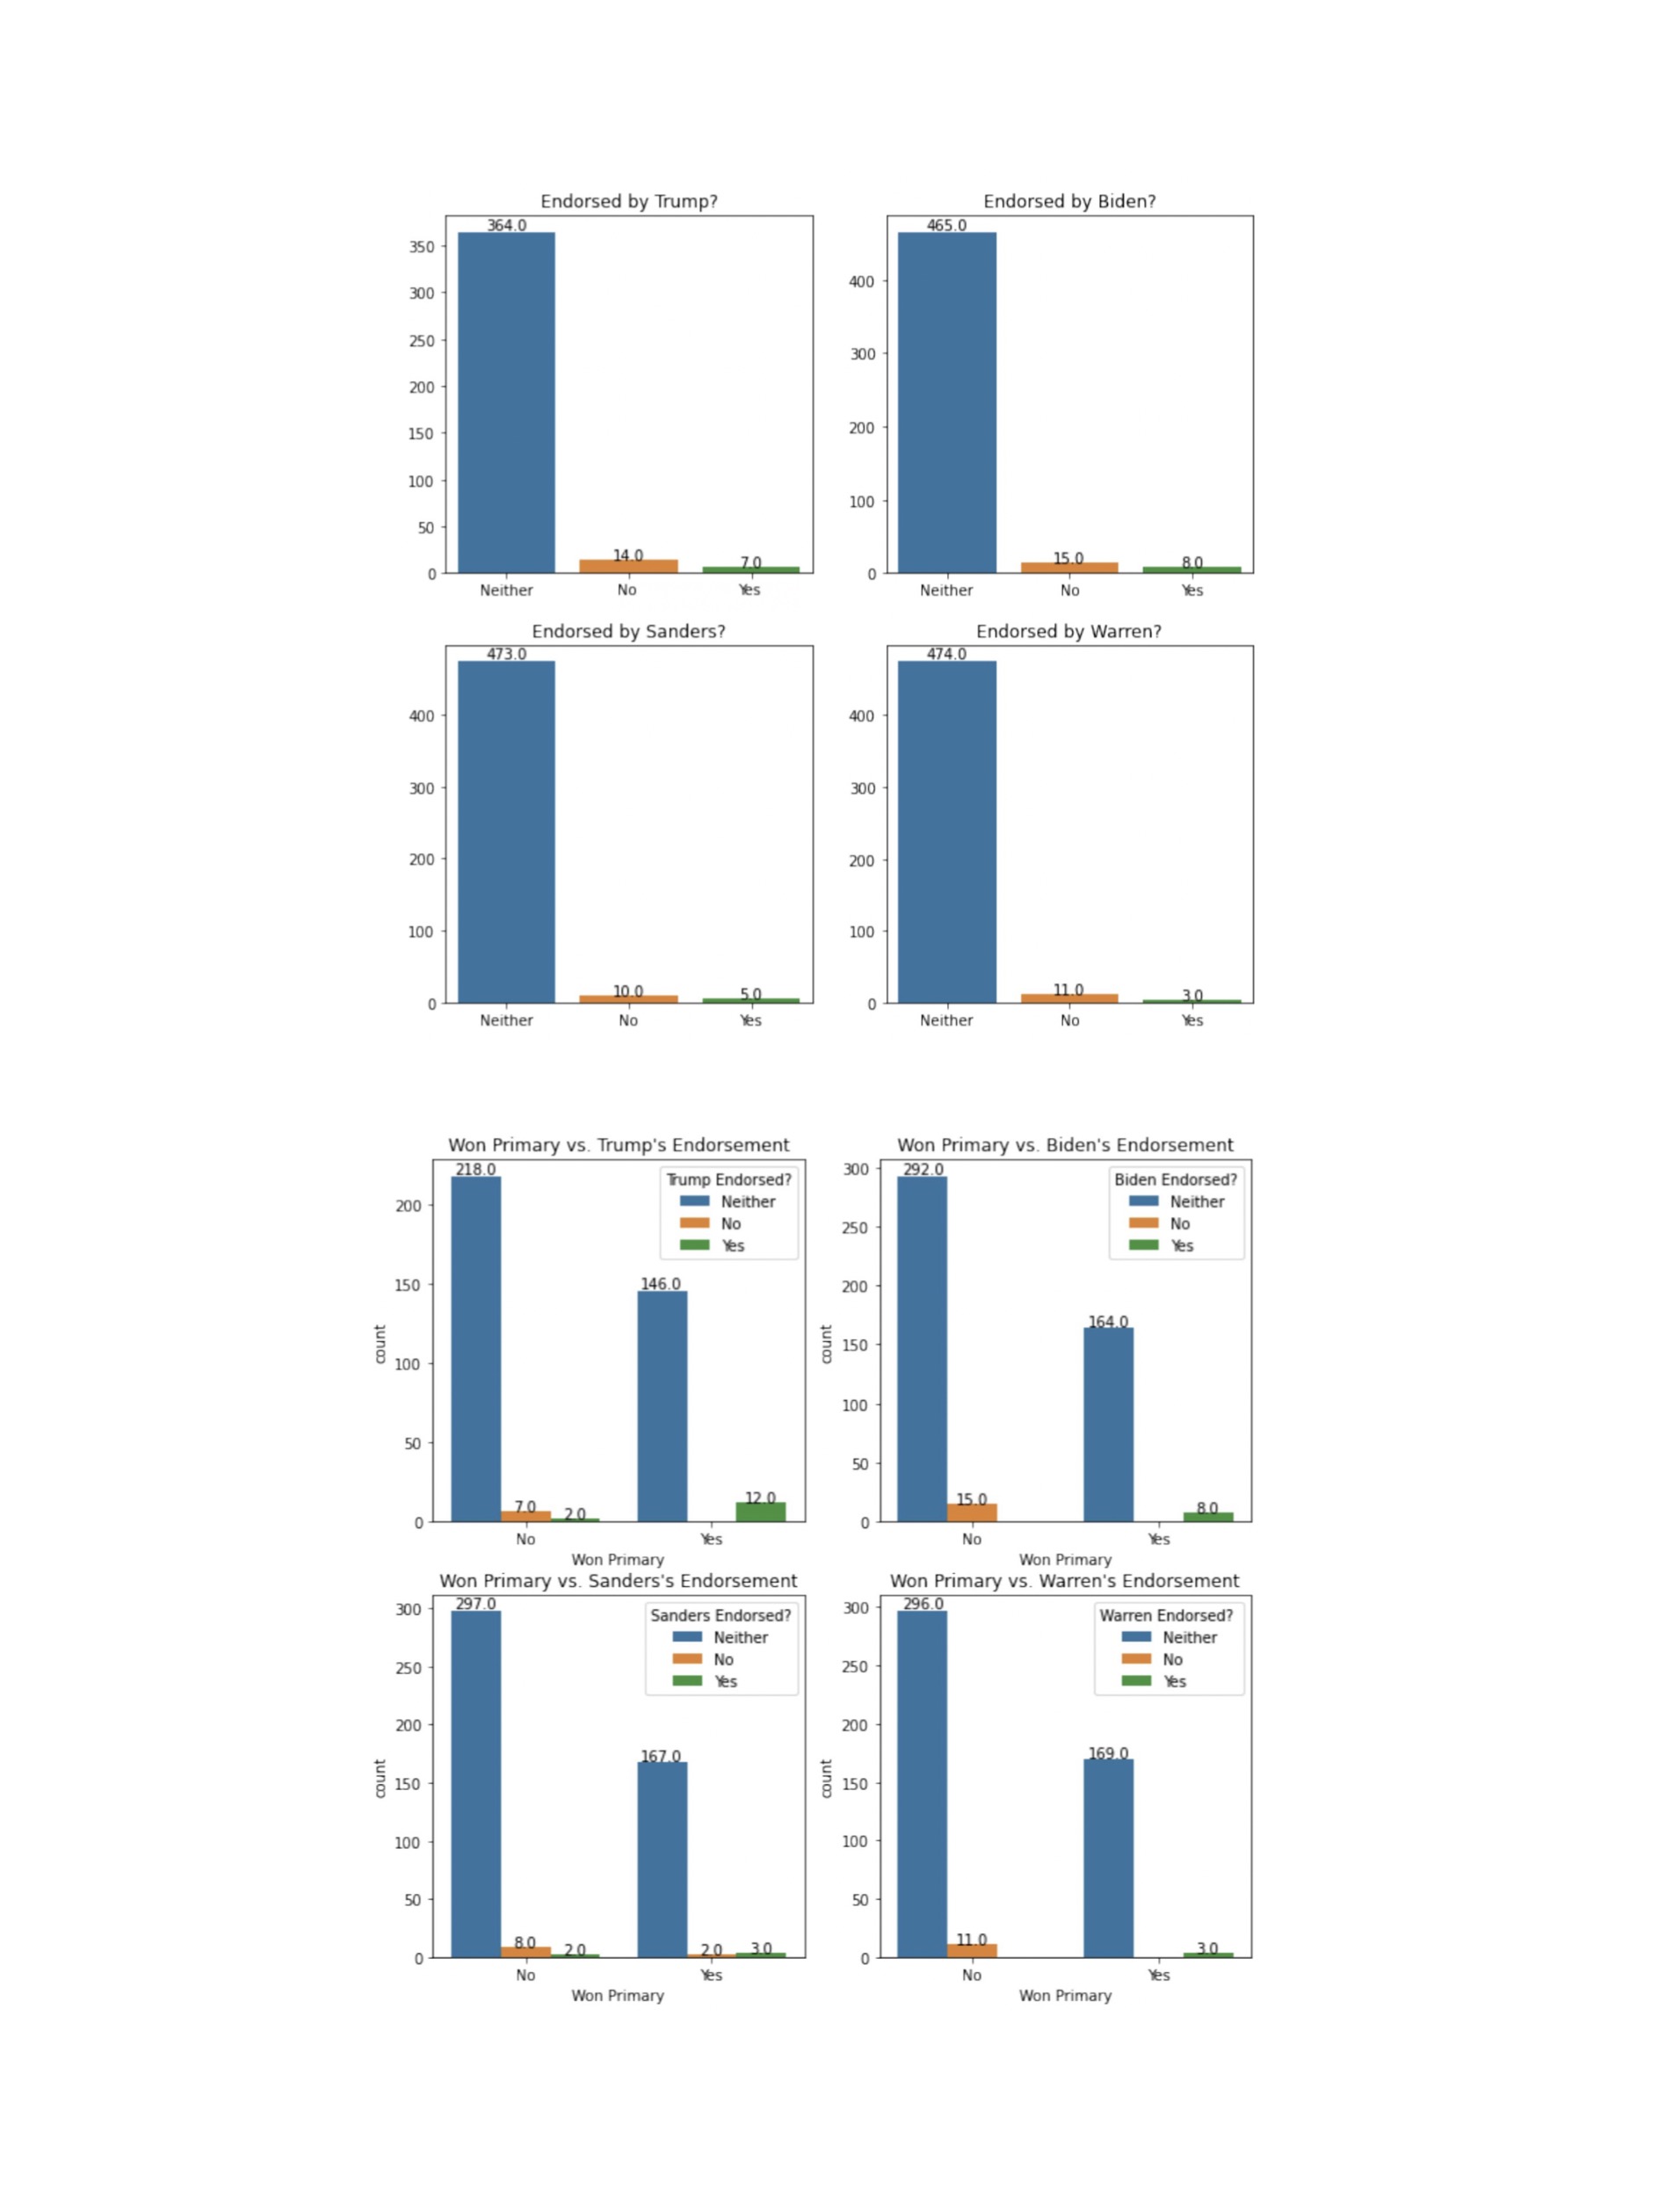 Endorsed by Trump?
364.0
350
300
250
200
150
100
50
0
14.0
7.0
Neither No Yes
Endorsed by Biden?
465.0
400
300
200
100
0
15.0
8.0
Neither No Yes
Endorsed by Sanders?
473.0
400
300
200
100
0
10.0
5.0
Neither No Yes
Endorsed by Warren?
474.0
400
300
200
100
0
11.0
3.0
Neither No Yes
Won Primary vs. Trump's Endorsement
218.0
Trump Endorsed?
Neither
No
Yes
200
150
100
50
0
count
146.0
7.0
2.0
12.0
No Yes
Won Primary
Won Primary vs. Biden's Endorsement
292.0
Biden Endorsed?
Neither
No
Yes
300
250
200
150
100
50
0
count
164.0
15.0
8.0
No Yes
Won Primary
Won Primary vs. Sanders's Endorsement
297.0
Sanders Endorsed?
Neither
No
Yes
300
250
200
150
100
50
0
count
167.0
8.0
2.0
2.0
3.0
No Yes
Won Primary
Won Primary vs. Warren's Endorsement
296.0
Warren Endorsed?
Neither
No
Yes
300
250
200
150
100
50
0
count
169.0
11.0
3.0
No Yes
Won Primary